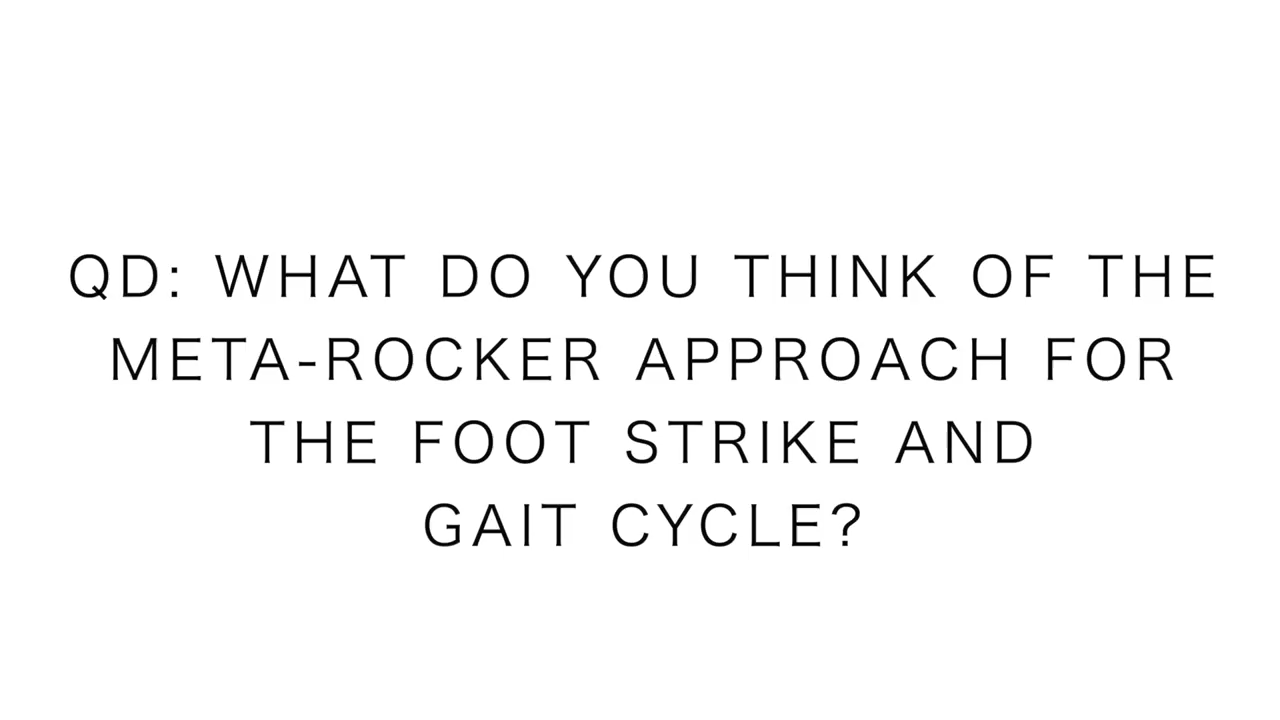 QD: WHAT DO YOU THINK OF THE
META-ROCKER APPROACH FOR
THE FOOT STRIKE AND
GAIT CYCLE?